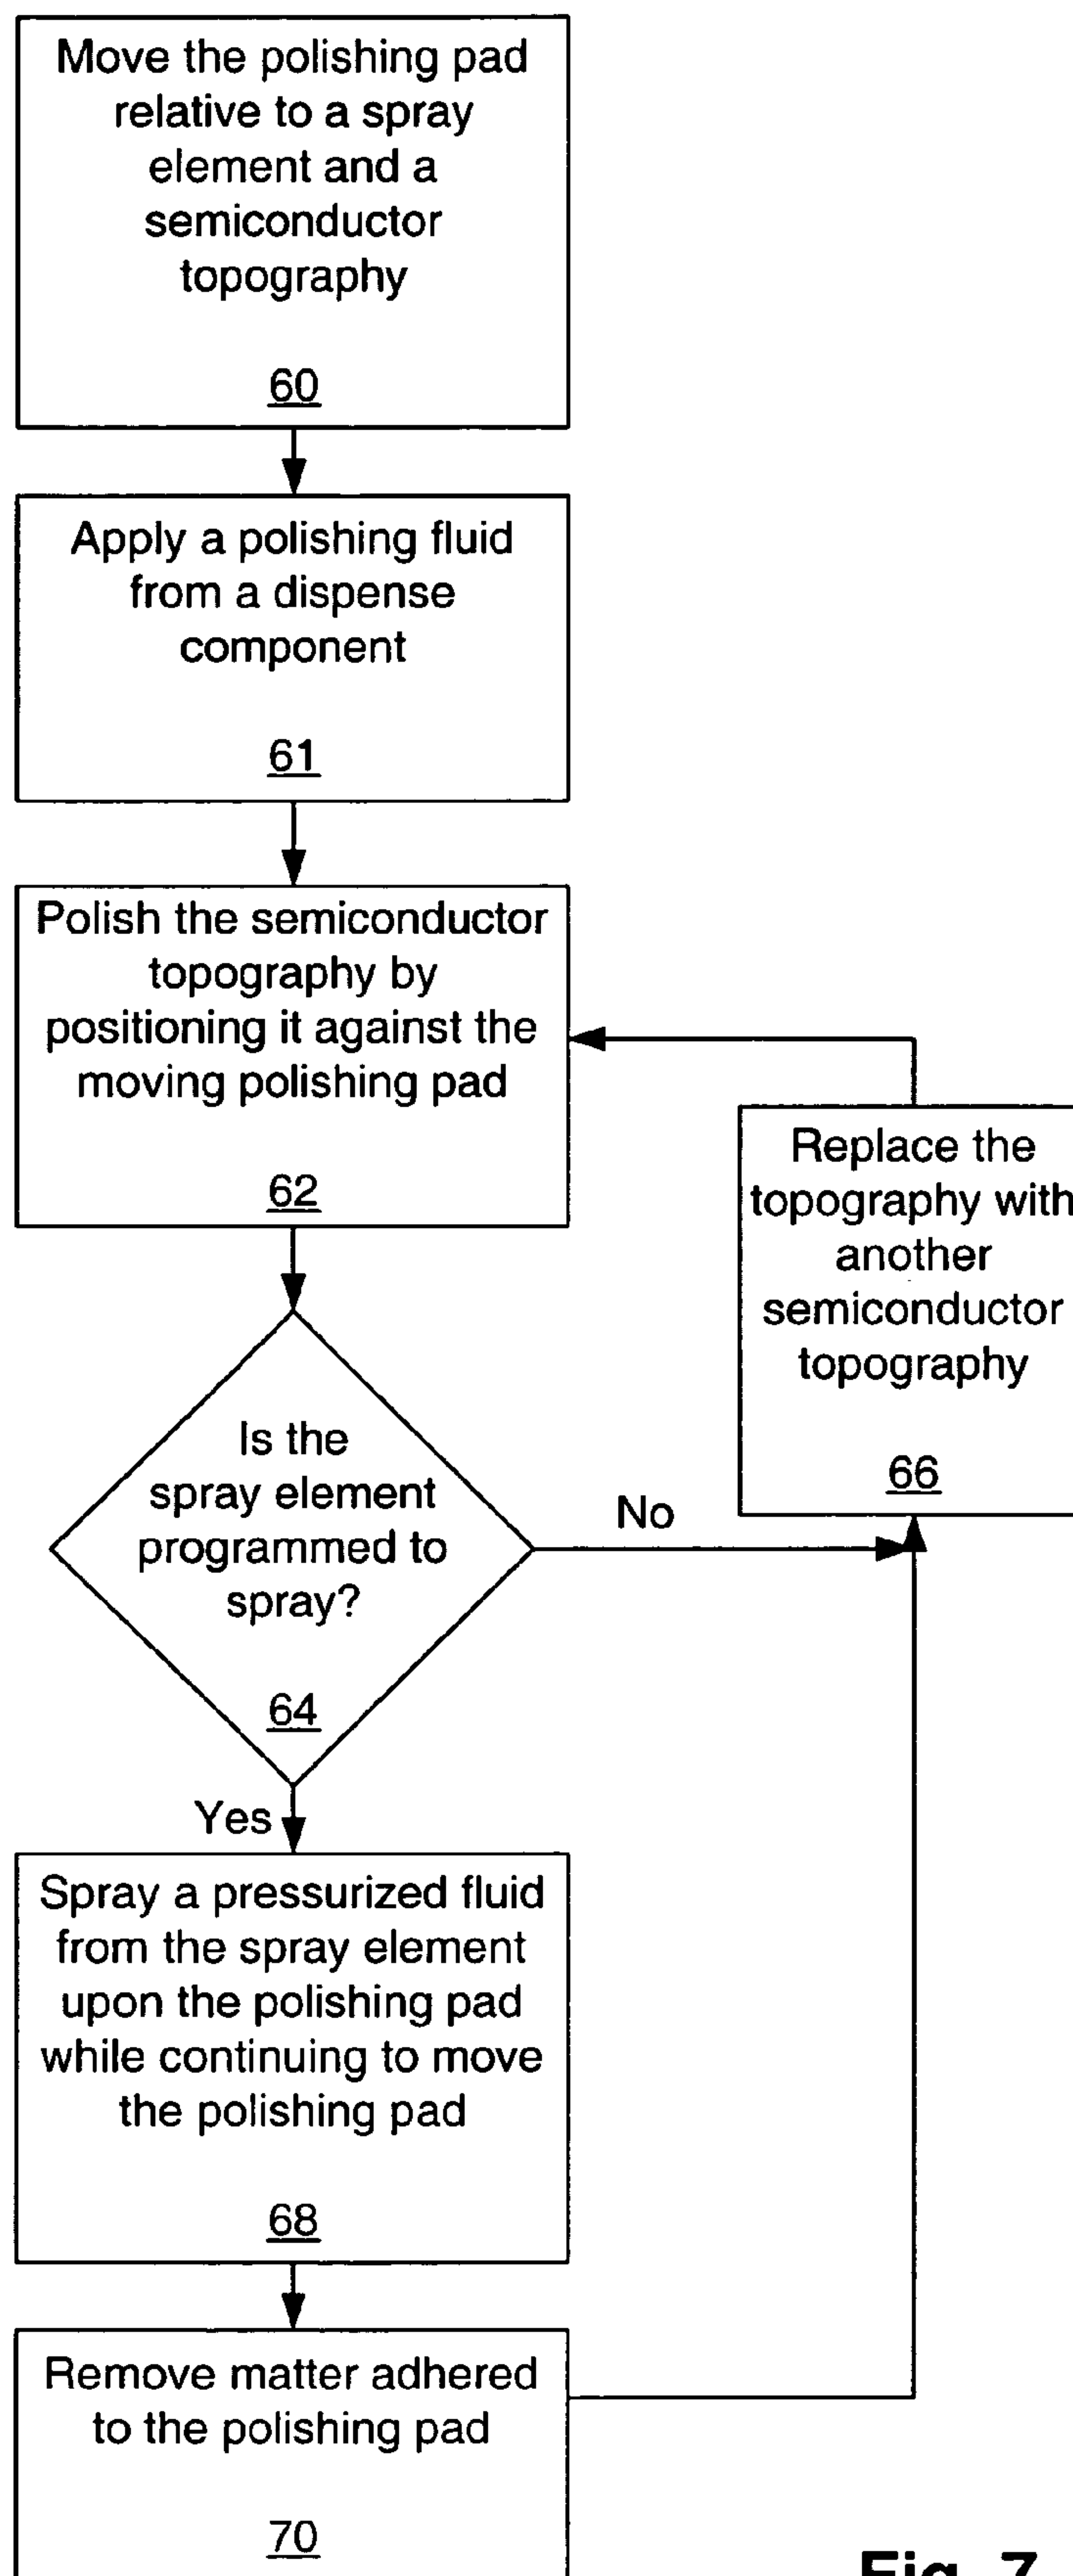 Move the polishing pad
relative to a spray
element and a
semiconductor
topography
60
Apply a polishing fluid
from a dispense
component
61
Polish the semiconductor
topography by
positioning it against the
moving polishing pad
62
Replace the
topography with
another
semiconductor
topography
66
Is the
spray element
programmed to
spray?
64
No
Yes
Spray a pressurized fluid
from the spray element
upon the polishing pad
while continuing to move
the polishing pad
68
Remove matter adhered
to the polishing pad
70
Fig. 7